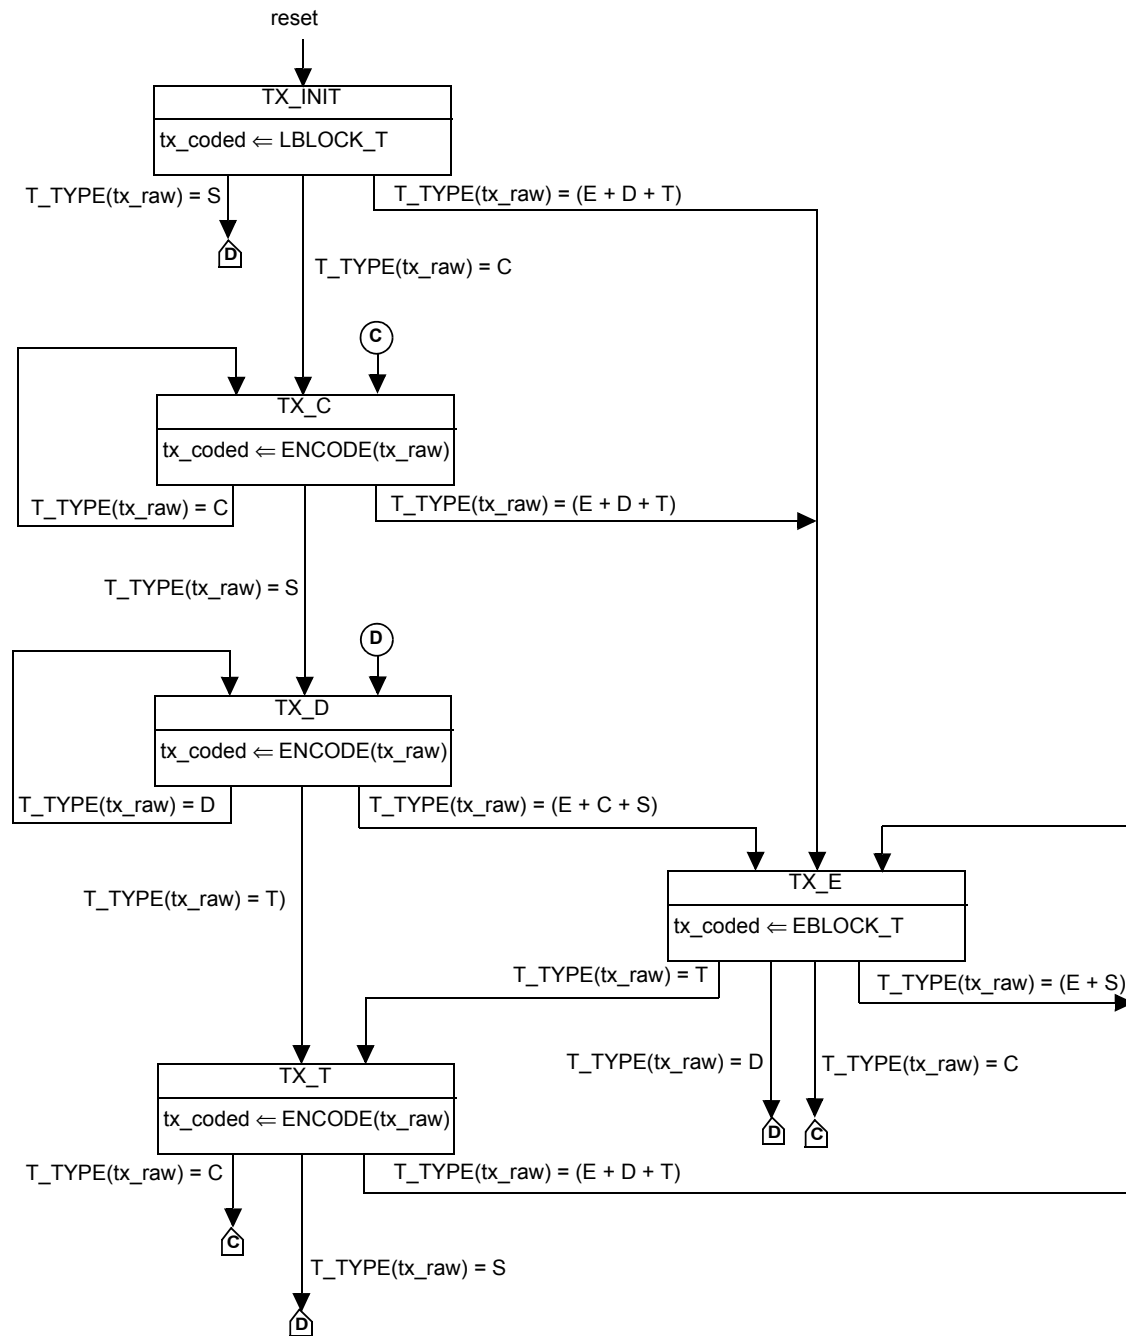 reset
TX_INIT
tx_coded ⇐ LBLOCK_T
T_TYPE(tx_raw) = S
T_TYPE(tx_raw) = (E + D + T)
D
T_TYPE(tx_raw) = C
C
TX_C
tx_coded ⇐ ENCODE(tx_raw)
T_TYPE(tx_raw) = C
T_TYPE(tx_raw) = (E + D + T)
T_TYPE(tx_raw) = S
D
TX_D
tx_coded ⇐ ENCODE(tx_raw)
T_TYPE(tx_raw) = D
T_TYPE(tx_raw) = (E + C + S)
TX_E
T_TYPE(tx_raw) = T)
tx_coded ⇐ EBLOCK_T
T_TYPE(tx_raw) = T
T_TYPE(tx_raw) = (E + S)
T_TYPE(tx_raw) = D
T_TYPE(tx_raw) = C
TX_T
tx_coded ⇐ ENCODE(tx_raw)
D
C
T_TYPE(tx_raw) = C
T_TYPE(tx_raw) = (E + D + T)
C
T_TYPE(tx_raw) = S
D